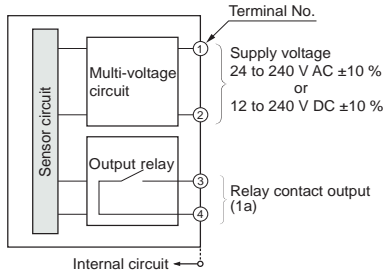 Terminal No.
Sensor circuit
Multi-voltage
circuit
1
2
Supply voltage
24 to 240 V AC ±10 %
or
12 to 240 V DC ±10 %
Output relay
3
4
Relay contact output
(1a)
Internal circuit